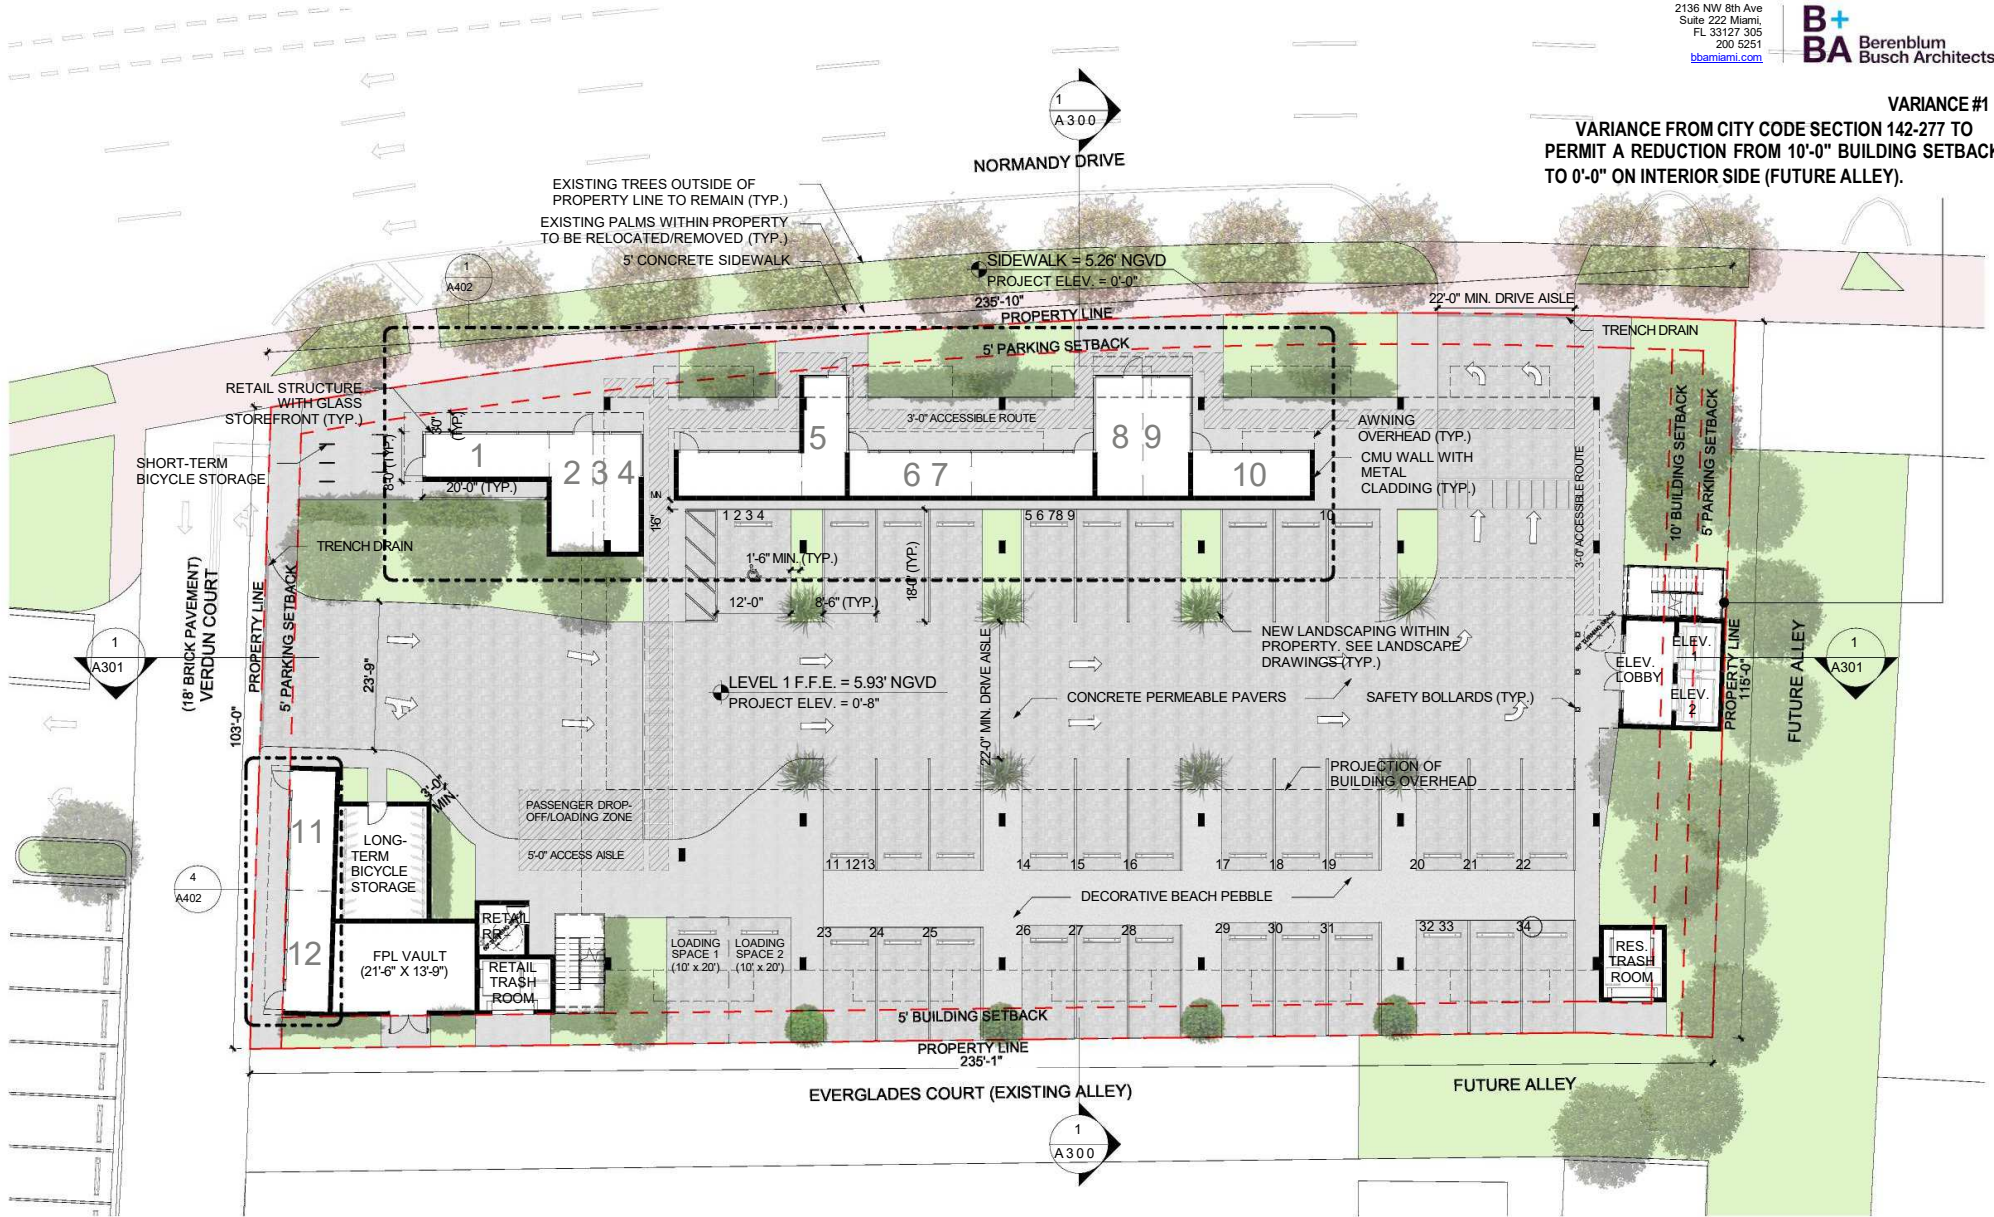 2136 NW 8th Ave
Suite 222 Miami,
FL 33127 305
200 5251
bbamiami.com
B+
BA Berenblum
Busch Architects
VARIANCE #1
VARIANCE FROM CITY CODE SECTION 142-277 TO
PERMIT A REDUCTION FROM 10'-0" BUILDING SETBACK
TO 0'-0" ON INTERIOR SIDE (FUTURE ALLEY).
1
A300
NORMANDY DRIVE
EXISTING TREES OUTSIDE OF
PROPERTY LINE TO REMAIN (TYP.)
EXISTING PALMS WITHIN PROPERTY
TO BE RELOCATED/REMOVED (TYP.)
5' CONCRETE SIDEWALK
1
A402
SIDEWALK = 5.26' NGVD
PROJECT ELEV. = 0'-0"
235'-10"
PROPERTY LINE
22'-0" MIN. DRIVE AISLE
TRENCH DRAIN
5' PARKING SETBACK
RETAIL STRUCTURE
WITH GLASS
STOREFRONT (TYP.)
30"
(TYP.)
3'-0" ACCESSIBLE ROUTE
AWNING
OVERHEAD (TYP.)
CMU WALL WITH
METAL
CLADDING (TYP.)
10' BUILDING SETBACK
5' PARKING SETBACK
SHORT-TERM
BICYCLE STORAGE
8'-0" (TYP.)
20'-0" (TYP.)
1
2 3 4
5
6 7
8 9
10
3'-0" ACCESSIBLE ROUTE
MIN
1'6"
1 2 3 4
5 6 78 9
10
TRENCH DRAIN
1'-6" MIN. (TYP.)
18'-0" (TYP.)
12'-0"
8'-6" (TYP.)
(18' BRICK PAVEMENT)
VERDUN COURT
PROPERTY LINE
5' PARKING SETBACK
1
A301
23'-9"
103'-0"
NEW LANDSCAPING WITHIN
PROPERTY. SEE LANDSCAPE
DRAWINGS (TYP.)
22'-0" MIN. DRIVE AISLE
LEVEL 1 F.F.E. = 5.93' NGVD
PROJECT ELEV. = 0'-8"
CONCRETE PERMEABLE PAVERS
SAFETY BOLLARDS (TYP.)
ELEV.
LOBBY
ELEV.
1
ELEV.
2
PROPERTY LINE
115'-0"
FUTURE ALLEY
1
A301
PROJECTION OF
BUILDING OVERHEAD
3'-0"
MIN.
PASSENGER DROP-
OFF/LOADING ZONE
5'-0" ACCESS AISLE
11
12
LONG-
TERM
BICYCLE
STORAGE
4
A402
11 1213
14
15
16
17
18
19
20
21
22
DECORATIVE BEACH PEBBLE
FPL VAULT
(21'-6" X 13'-9")
RETAIL
RR
RETAIL
TRASH
ROOM
LOADING
SPACE 1
(10' x 20')
LOADING
SPACE 2
(10' x 20')
23
24
25
26
27
28
29
30
31
32 33
34
RES.
TRASH
ROOM
5' BUILDING SETBACK
PROPERTY LINE
235'-1"
EVERGLADES COURT (EXISTING ALLEY)
FUTURE ALLEY
1
A300